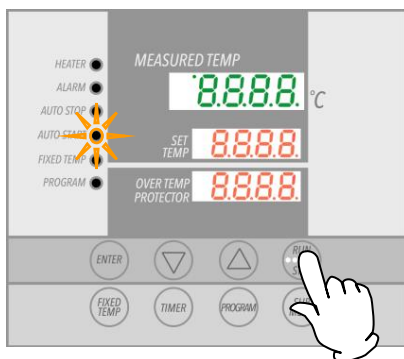 MEASURED TEMP
HEATER
8.8.8.8.
°C
ALARM
AUTO STOP
AUTO START
SET
TEMP
8.8.8.8.
FIXED TEMP
PROGRAM
OVER TEMP
PROTECTOR
8.8.8.8.
ENTER
RUN
FIXED
TEMP
TIMER
PROGRAM